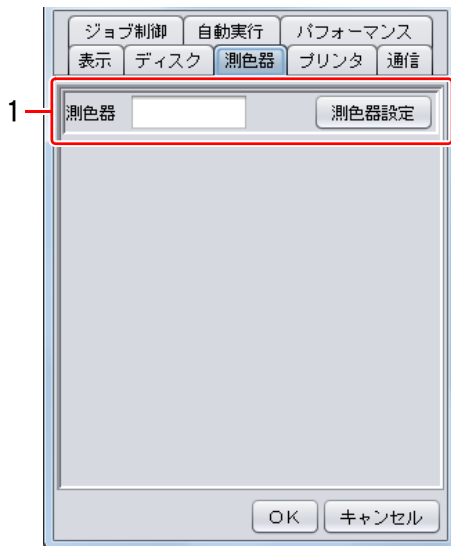 ジョブ制御 自動実行 パフォーマンス
表示 ディスク 測色器 プリンタ 通信
1 測色器 測色器設定
OK キャンセル